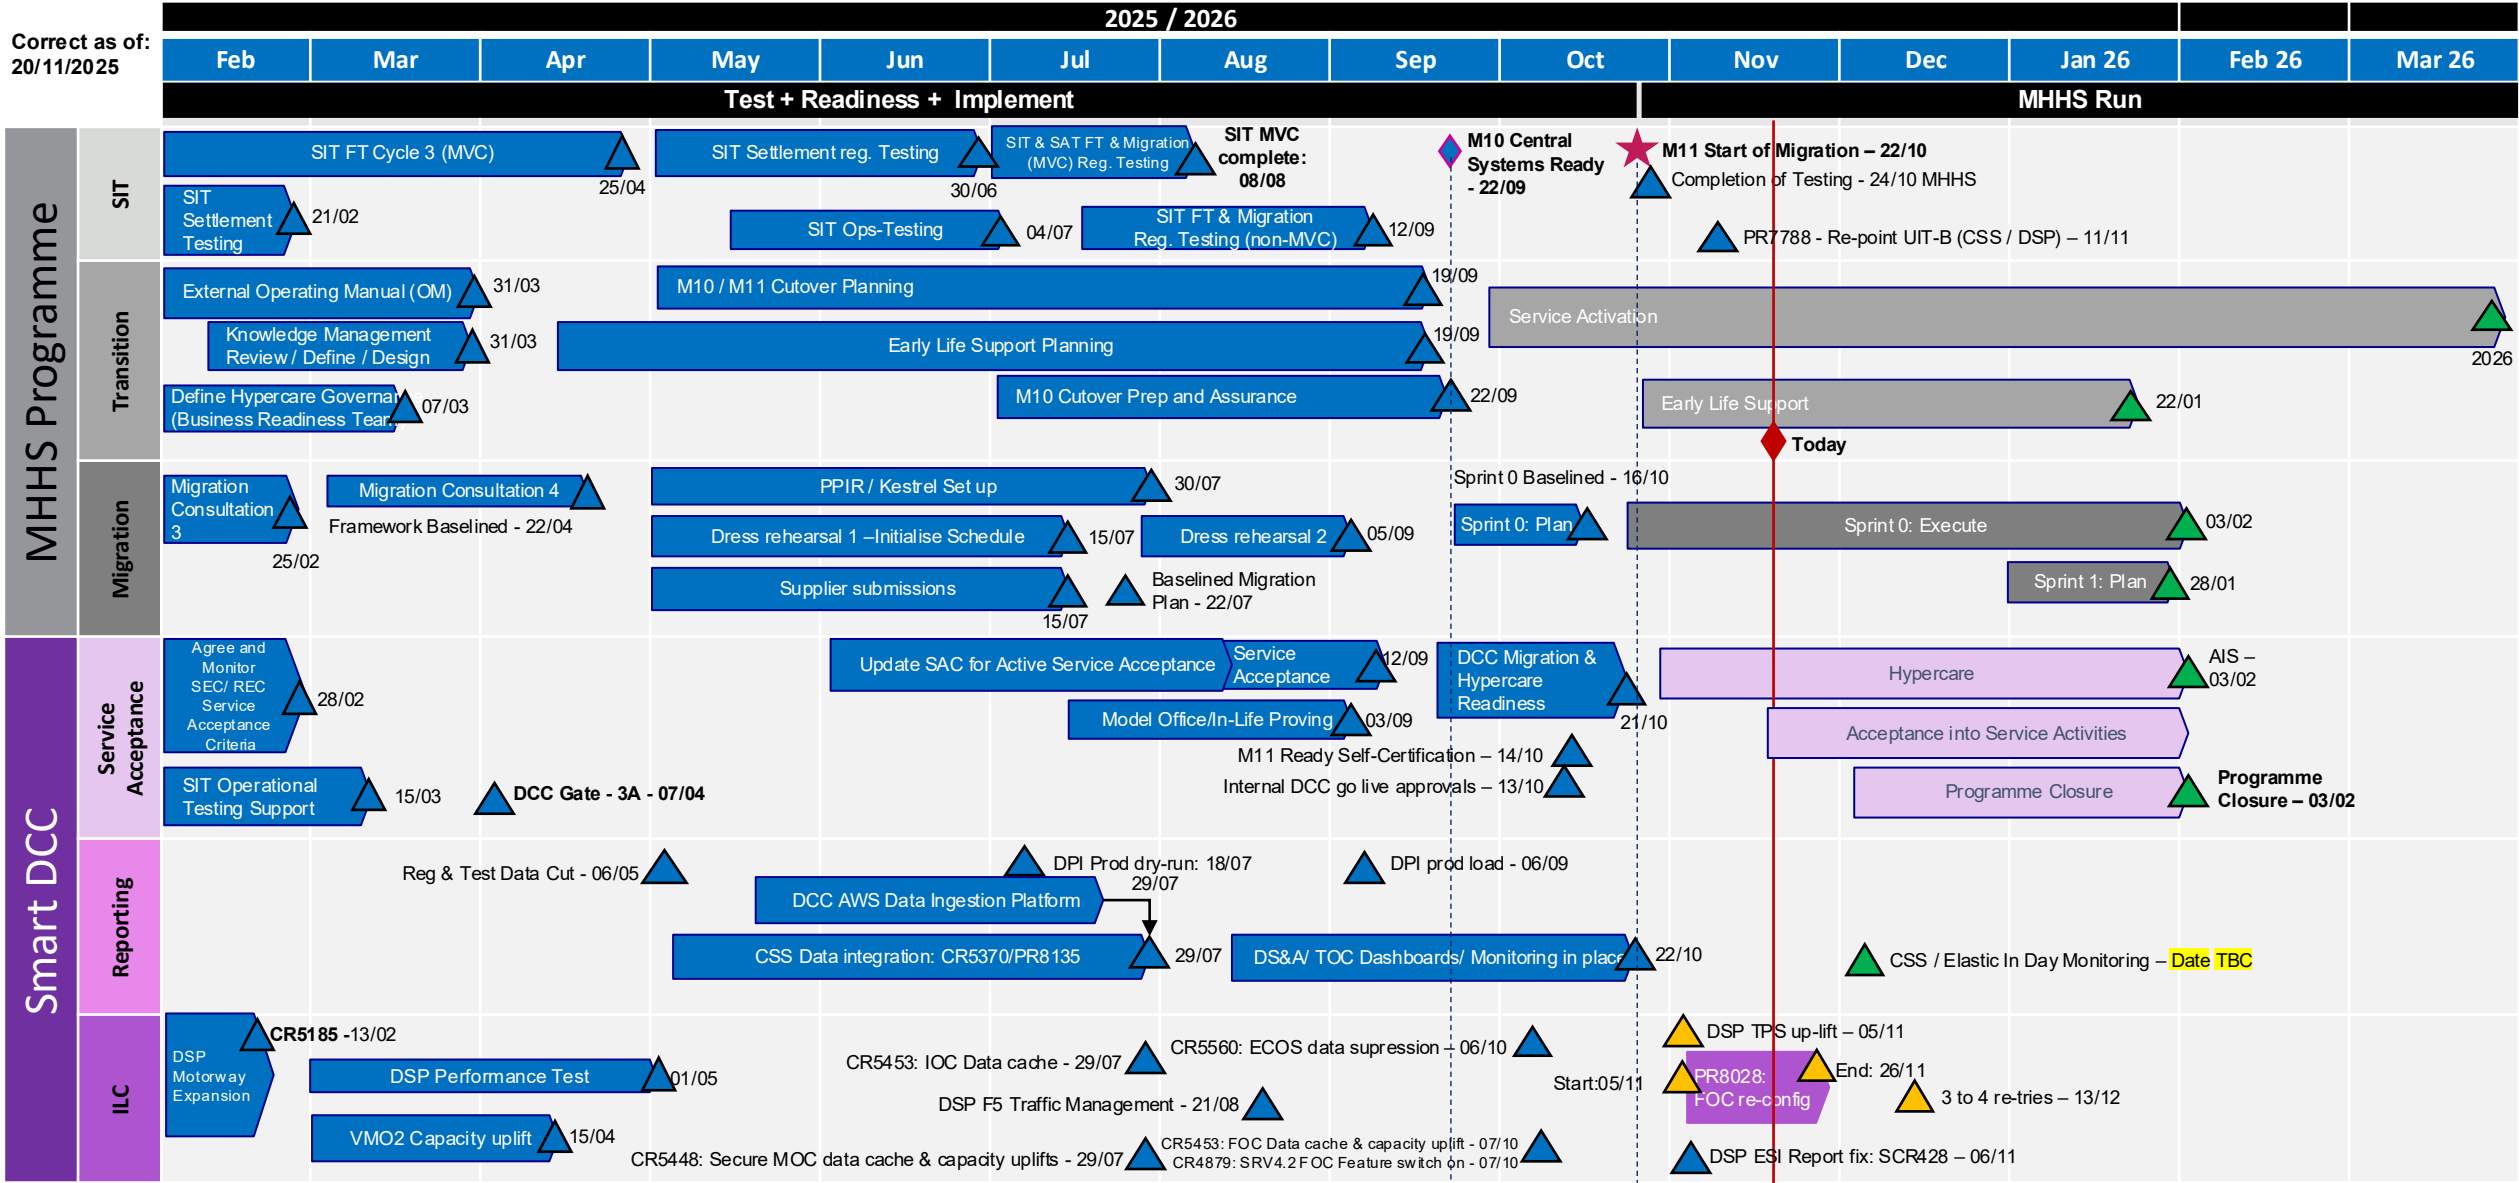 2025 / 2026
Correct as of:
20/11/2025
Feb
Mar
Apr
May
Jun
Jul
Aug
Sep
Oct
Nov
Dec
Jan 26
Feb 26
Mar 26
Test + Readiness + Implement
MHHS Run
MHHS Programme
SIT
SIT FT Cycle 3 (MVC)
25/04
SIT Settlement reg. Testing
30/06
SIT & SAT FT & Migration
(MVC) Reg. Testing
SIT MVC
complete:
08/08
M10 Central
Systems Ready
- 22/09
M11 Start of Migration – 22/10
Completion of Testing - 24/10 MHHS
SIT
Settlement
Testing
21/02
SIT Ops-Testing
04/07
SIT FT & Migration
Reg. Testing (non-MVC)
12/09
PR7788 - Re-point UIT-B (CSS / DSP) – 11/11
Transition
External Operating Manual (OM)
31/03
M10 / M11 Cutover Planning
19/09
Service Activation
2026
Knowledge Management
Review / Define / Design
31/03
Early Life Support Planning
19/09
Define Hypercare Governan
(Business Readiness Team
07/03
M10 Cutover Prep and Assurance
22/09
Early Life Support
22/01
Today
Migration
Migration
Consultation
3
25/02
Migration Consultation 4
Framework Baselined - 22/04
PPIR / Kestrel Set up
30/07
Sprint 0 Baselined - 16/10
Dress rehearsal 1 –Initialise Schedule
15/07
Dress rehearsal 2
05/09
Sprint 0: Plan
Sprint 0: Execute
03/02
Supplier submissions
15/07
Baselined Migration
Plan - 22/07
Sprint 1: Plan
28/01
Smart DCC
Service
Acceptance
Agree and
Monitor
SEC/ REC
Service
Acceptance
Criteria
28/02
Update SAC for Active Service Acceptance
Service
Acceptance
12/09
DCC Migration &
Hypercare
Readiness
21/10
Hypercare
AIS –
03/02
Model Office/In-Life Proving
03/09
Acceptance into Service Activities
M11 Ready Self-Certification – 14/10
Internal DCC go live approvals – 13/10
SIT Operational
Testing Support
15/03
DCC Gate - 3A - 07/04
Programme Closure
Programme
Closure – 03/02
Reporting
Reg & Test Data Cut - 06/05
DPI Prod dry-run: 18/07
DPI prod load - 06/09
DCC AWS Data Ingestion Platform
29/07
CSS Data integration: CR5370/PR8135
29/07
DS&A/ TOC Dashboards/ Monitoring in place
22/10
CSS / Elastic In Day Monitoring – Date TBC
ILC
DSP
Motorway
Expansion
CR5185 -13/02
DSP Performance Test
01/05
VMO2 Capacity uplift
15/04
CR5453: IOC Data cache - 29/07
CR5560: ECOS data supression – 06/10
DSP F5 Traffic Management - 21/08
CR5448: Secure MOC data cache & capacity uplifts - 29/07
CR5453: FOC Data cache & capacity uplift - 07/10
CR4879: SRV4.2 FOC Feature switch on - 07/10
DSP TPS up-lift – 05/11
Start:05/11
PR8028:
FOC re-config
End: 26/11
3 to 4 re-tries – 13/12
DSP ESI Report fix: SCR428 – 06/11